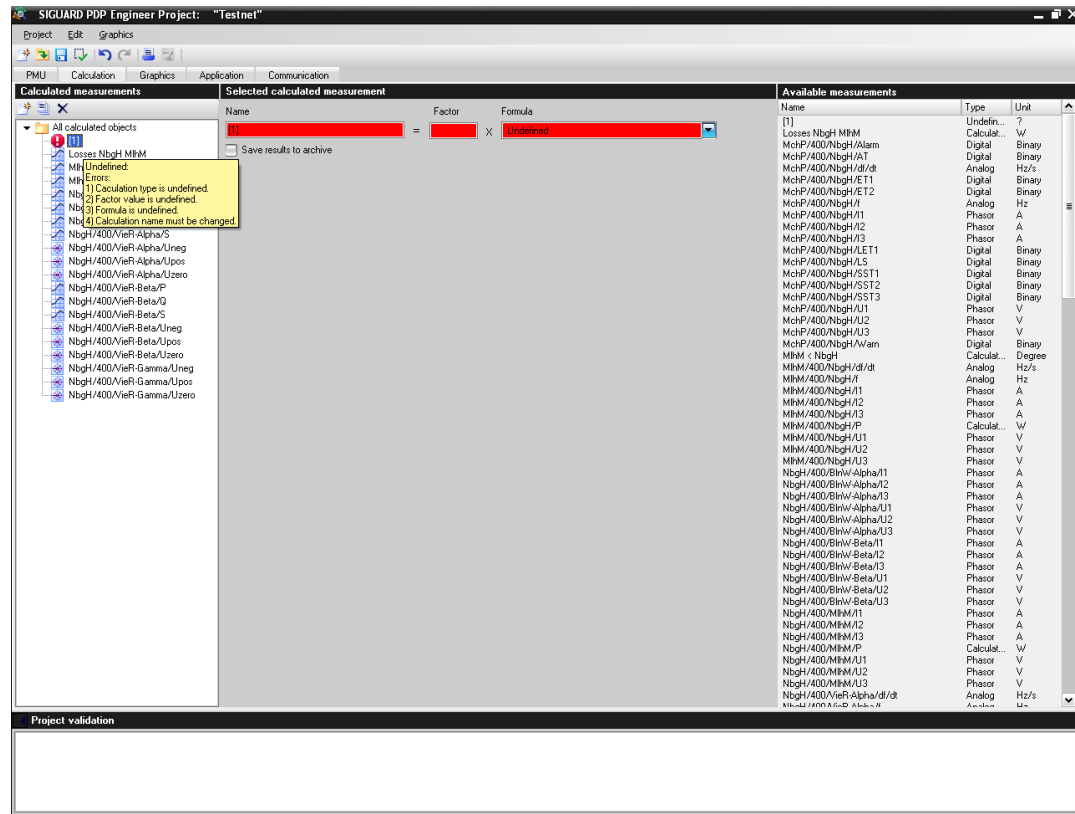 SIGUARD PDP Engineer Project: "Testnet"
Project Edit Graphics
PMU Calculation Graphics Application Communication
Calculated measurements
All calculated objects
[1]
Losses NbgH MlhM
Undefined:
Errors:
1) Caculation type is undefined.
2) Factor value is undefined.
3) Formula is undefined.
4) Calculation name must be changed.
NbgH/400/VieR-Alpha/S
NbgH/400/VieR-Alpha/Uneg
NbgH/400/VieR-Alpha/Upos
NbgH/400/VieR-Alpha/Uzero
NbgH/400/VieR-Beta/P
NbgH/400/VieR-Beta/Q
NbgH/400/VieR-Beta/S
NbgH/400/VieR-Beta/Uneg
NbgH/400/VieR-Beta/Upos
NbgH/400/VieR-Beta/Uzero
NbgH/400/VieR-Gamma/Uneg
NbgH/400/VieR-Gamma/Upos
NbgH/400/VieR-Gamma/Uzero
Selected calculated measurement
Name Factor Formula
[1] = X Undefined
Save results to archive
Available measurements
Name Type Unit
[1] Undefin... ?
Losses NbgH MlhM Calculat... W
MchP/400/NbgH/Alarm Digital Binary
MchP/400/NbgH/AT Digital Binary
MchP/400/NbgH/df/dt Analog Hz/s
MchP/400/NbgH/ET1 Digital Binary
MchP/400/NbgH/ET2 Digital Binary
MchP/400/NbgH/f Analog Hz
MchP/400/NbgH/I1 Phasor A
MchP/400/NbgH/I2 Phasor A
MchP/400/NbgH/I3 Phasor A
MchP/400/NbgH/LET1 Digital Binary
MchP/400/NbgH/LS Digital Binary
MchP/400/NbgH/SST1 Digital Binary
MchP/400/NbgH/SST2 Digital Binary
MchP/400/NbgH/SST3 Digital Binary
MchP/400/NbgH/U1 Phasor V
MchP/400/NbgH/U2 Phasor V
MchP/400/NbgH/U3 Phasor V
MchP/400/NbgH/Warn Digital Binary
MlhM < NbgH Calculat... Degree
MlhM/400/NbgH/df/dt Analog Hz/s
MlhM/400/NbgH/f Analog Hz
MlhM/400/NbgH/I1 Phasor A
MlhM/400/NbgH/I2 Phasor A
MlhM/400/NbgH/I3 Phasor A
MlhM/400/NbgH/P Calculat... W
MlhM/400/NbgH/U1 Phasor V
MlhM/400/NbgH/U2 Phasor V
MlhM/400/NbgH/U3 Phasor V
NbgH/400/BlnW-Alpha/I1 Phasor A
NbgH/400/BlnW-Alpha/I2 Phasor A
NbgH/400/BlnW-Alpha/I3 Phasor A
NbgH/400/BlnW-Alpha/U1 Phasor V
NbgH/400/BlnW-Alpha/U2 Phasor V
NbgH/400/BlnW-Alpha/U3 Phasor V
NbgH/400/BlnW-Beta/I1 Phasor A
NbgH/400/BlnW-Beta/I2 Phasor A
NbgH/400/BlnW-Beta/I3 Phasor A
NbgH/400/BlnW-Beta/U1 Phasor V
NbgH/400/BlnW-Beta/U2 Phasor V
NbgH/400/BlnW-Beta/U3 Phasor V
NbgH/400/MlhM/I1 Phasor A
NbgH/400/MlhM/I2 Phasor A
NbgH/400/MlhM/I3 Phasor A
NbgH/400/MlhM/P Calculat... W
NbgH/400/MlhM/U1 Phasor V
NbgH/400/MlhM/U2 Phasor V
NbgH/400/MlhM/U3 Phasor V
NbgH/400/VieR-Alpha/df/dt Analog Hz/s
Project validation